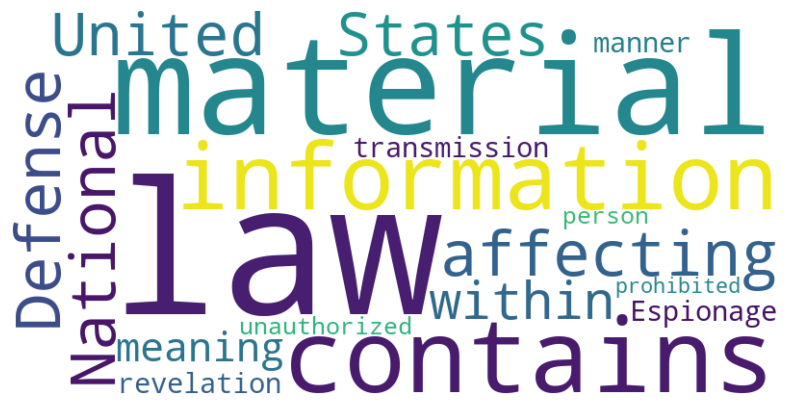 United States manner
material
Defense
National
transmission
information
law
person
affecting
within prohibited
Espionage
unauthorized
meaning contains
revelation